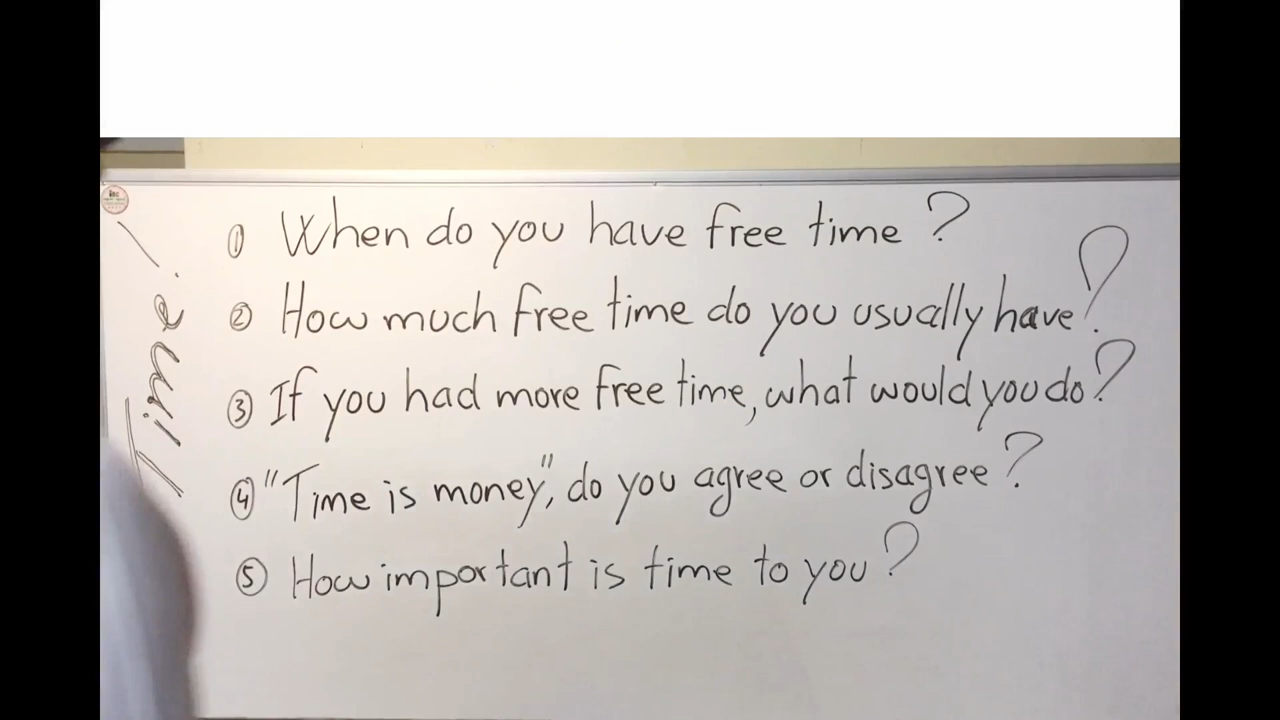 Time
① When do you have free time?
② How much free time do you usually have?
③ If you had more free time, what would you do?
④ "Time is money", do you agree or disagree?
⑤ How important is time to you?